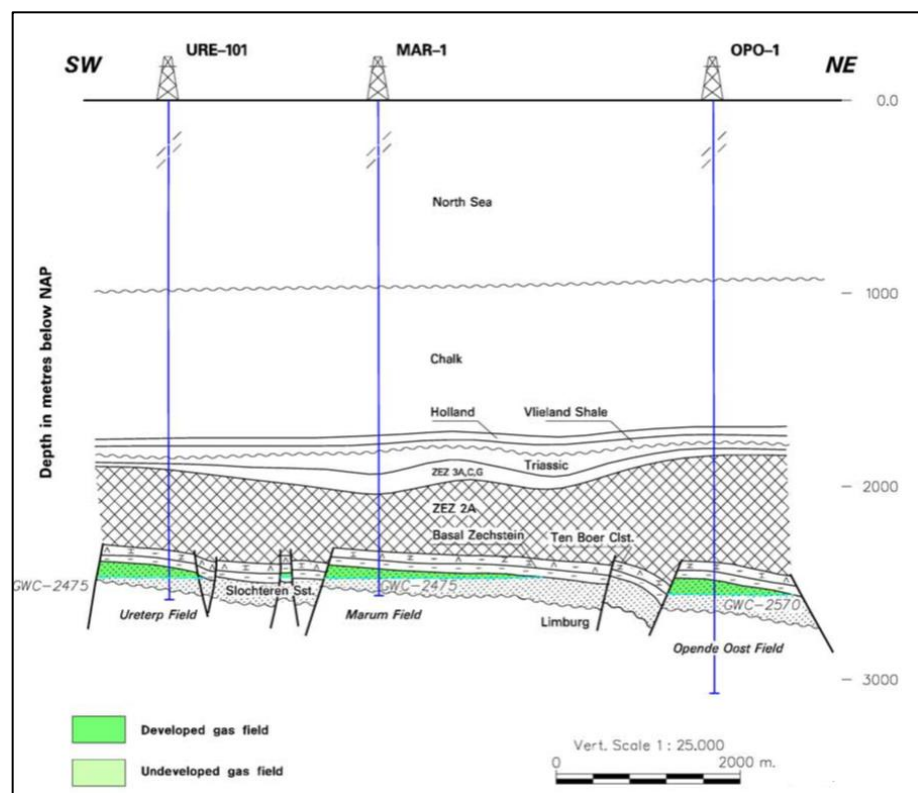 URE–101
MAR–1
OPO–1
SW
NE
0.0
North Sea
Depth in metres below NAP
1000
Chalk
Holland
Vlieland Shale
Triassic
ZEZ 3A,C,G
2000
ZEZ 2A
Basal Zechstein
Ten Boer Clst.
GWC–2475
Slochteren Sst.
GWC–2475
GWC–2570
Ureterp Field
Marum Field
Limburg
Opende Oost Field
3000
Developed gas field
Undeveloped gas field
Vert. Scale 1 : 25.000
0
2000 m.